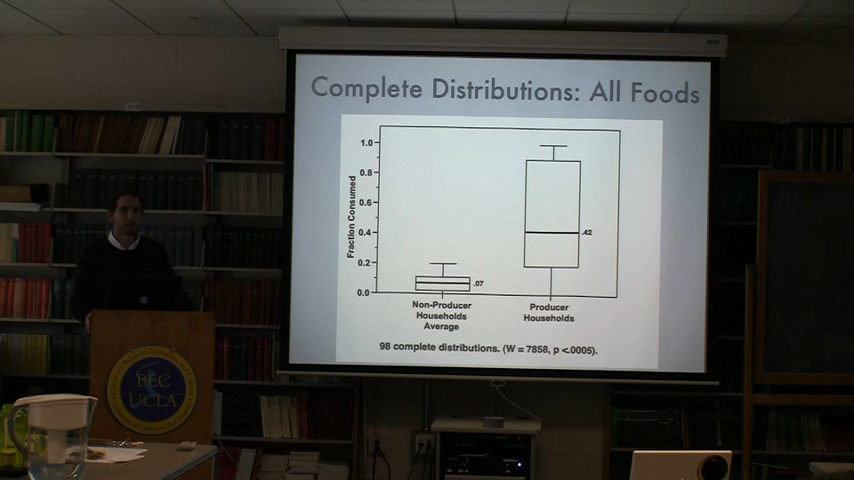 Complete Distributions: All Foods
1.0
0.8
0.6
0.4
0.2
0.0
Fraction Consumed
.07
.42
Non-Producer
Households
Average
Producer
Households
98 complete distributions. (W = 7858, p <.0005).
BEC
UCLA